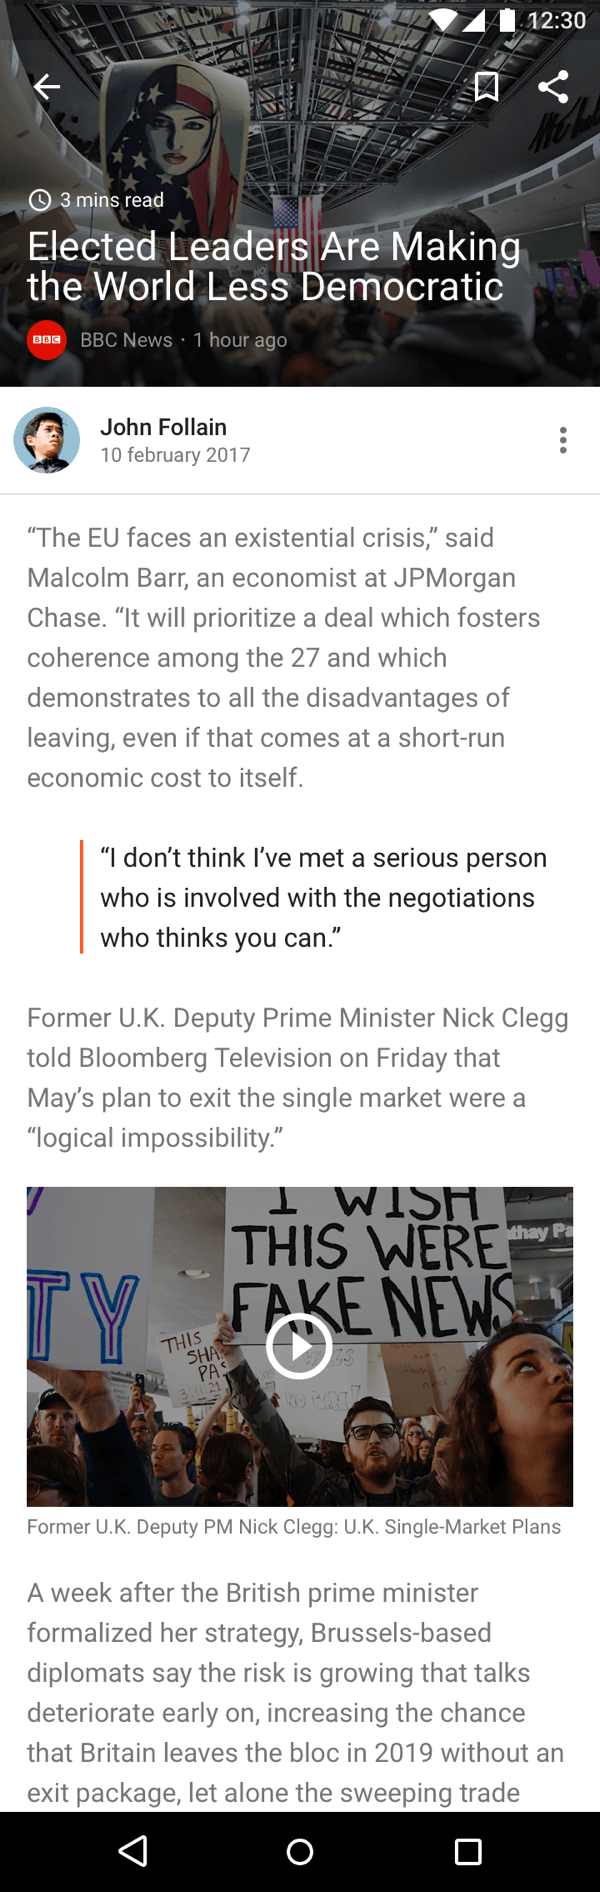 12:30
3 mins read
Elected Leaders Are Making
the World Less Democratic
BBC
BBC News · 1 hour ago
John Follain
10 february 2017
“The EU faces an existential crisis,” said
Malcolm Barr, an economist at JPMorgan
Chase. “It will prioritize a deal which fosters
coherence among the 27 and which
demonstrates to all the disadvantages of
leaving, even if that comes at a short-run
economic cost to itself.
“I don’t think I’ve met a serious person
who is involved with the negotiations
who thinks you can.”
Former U.K. Deputy Prime Minister Nick Clegg
told Bloomberg Television on Friday that
May’s plan to exit the single market were a
“logical impossibility.”
I WISH
THIS WERE
FAKE NEWS
thay Pa
TY
THIS
SHA
PAS
3.11.21
NO BAN!
Former U.K. Deputy PM Nick Clegg: U.K. Single-Market Plans
A week after the British prime minister
formalized her strategy, Brussels-based
diplomats say the risk is growing that talks
deteriorate early on, increasing the chance
that Britain leaves the bloc in 2019 without an
exit package, let alone the sweeping trade